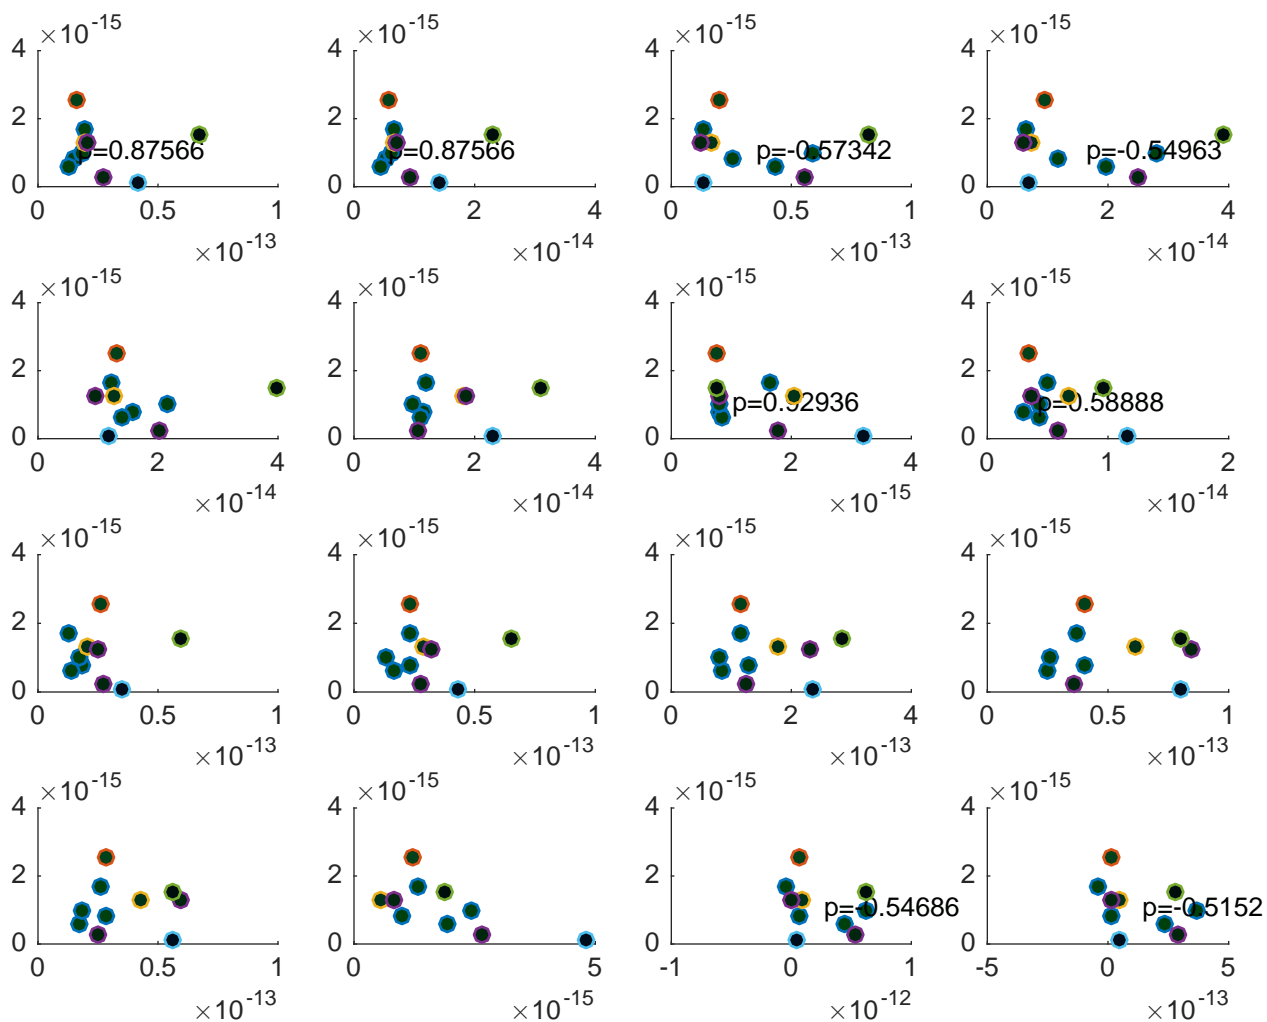 ×10-15 ×10-15 ×10-15 ×10-15
4 4 4 4
2 2 2 2
p=0.87566 p=0.87566 p=-0.57342 p=-0.54963
0 0 0 0
0 0.5 1 0 2 4 0 0.5 1 0 2 4
×10-13 ×10-14 ×10-13 ×10-14
×10-15 ×10-15 ×10-15 ×10-15
4 4 4 4
2 2 2 2
p=0.92936 p=0.58888
0 0 0 0
0 2 4 0 2 4 0 2 4 0 1 2
×10-14 ×10-14 ×10-15 ×10-14
×10-15 ×10-15 ×10-15 ×10-15
4 4 4 4
2 2 2 2
0 0 0 0
0 0.5 1 0 0.5 1 0 2 4 0 0.5 1
×10-13 ×10-13 ×10-13 ×10-13
×10-15 ×10-15 ×10-15 ×10-15
4 4 4 4
2 2 2 2
p=-0.54686 p=-0.5152
0 0 0 0
0 0.5 1 0 5 -1 0 1 -5 0 5
×10-13 ×10-15 ×10-12 ×10-13